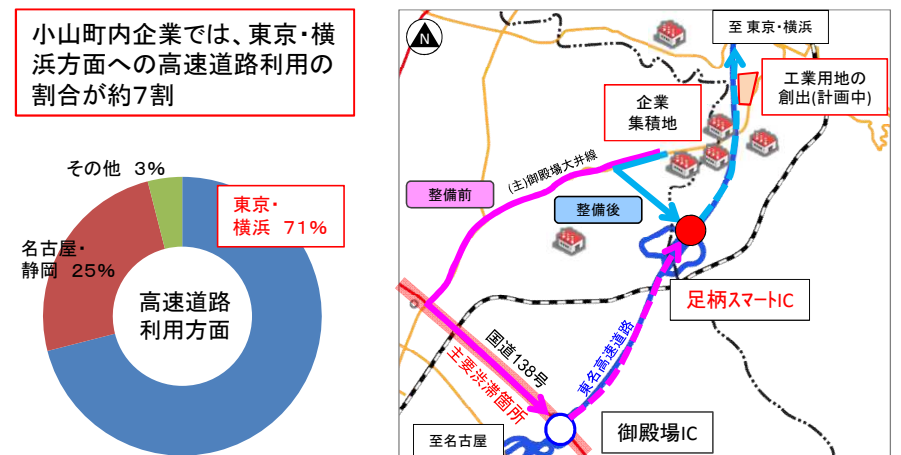 小山町内企業では、東京・横
浜方面への高速道路利用の
割合が約7割
その他 3%
東京・
横浜 71%
名古屋・
静岡 25%
高速道路
利用方面
N
至 東京・横浜
工業用地の
創出(計画中)
企業
集積地
(主)御殿場大井線
整備前
整備後
足柄スマートIC
国道138号
主要渋滞箇所
東名高速道路
御殿場IC
至名古屋